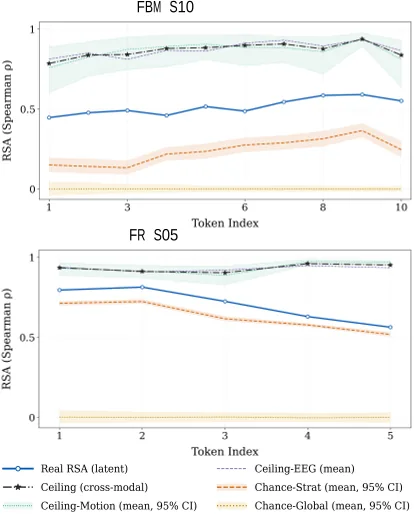 FBM S10
RSA (Spearman ρ)
1
0.5
0
1 3 6 8 10
Token Index
FR S05
RSA (Spearman ρ)
1
0.5
0
1 2 3 4 5
Token Index
Real RSA (latent)
Ceiling (cross-modal)
Ceiling-Motion (mean, 95% CI)
Ceiling-EEG (mean)
Chance-Strat (mean, 95% CI)
Chance-Global (mean, 95% CI)